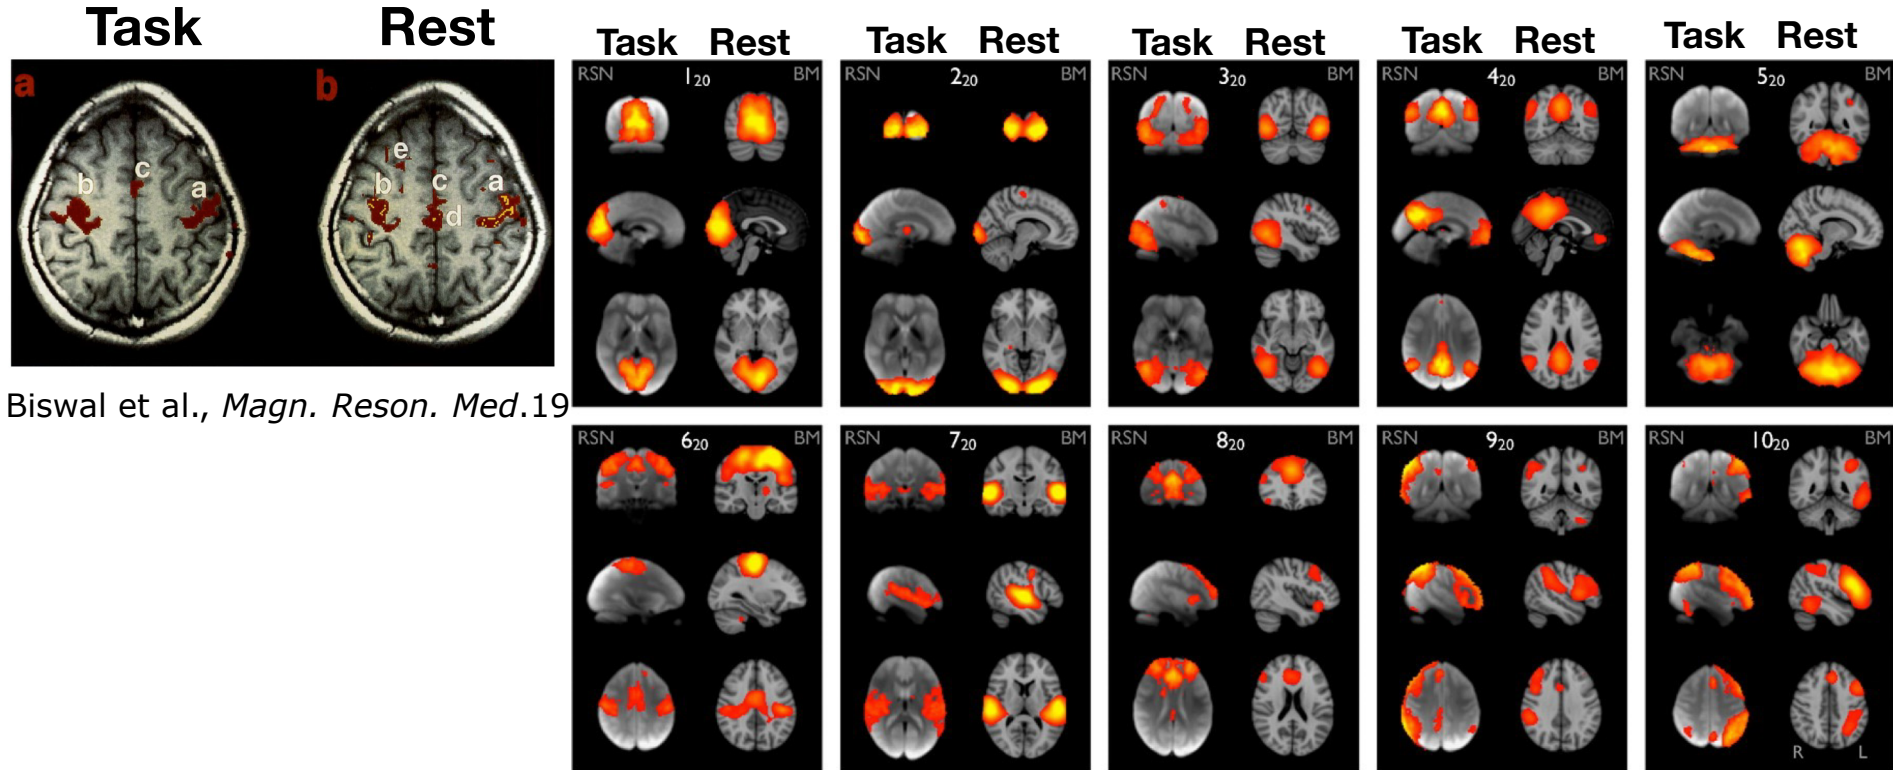 Task Rest
a b
b c a
e b c d a
Biswal et al., Magn. Reson. Med.19
Task Rest
RSN 1₂₀ BM
Task Rest
RSN 2₂₀ BM
Task Rest
RSN 3₂₀ BM
Task Rest
RSN 4₂₀ BM
Task Rest
RSN 5₂₀ BM
RSN 6₂₀ BM
RSN 7₂₀ BM
RSN 8₂₀ BM
RSN 9₂₀ BM
RSN 10₂₀ BM
R L